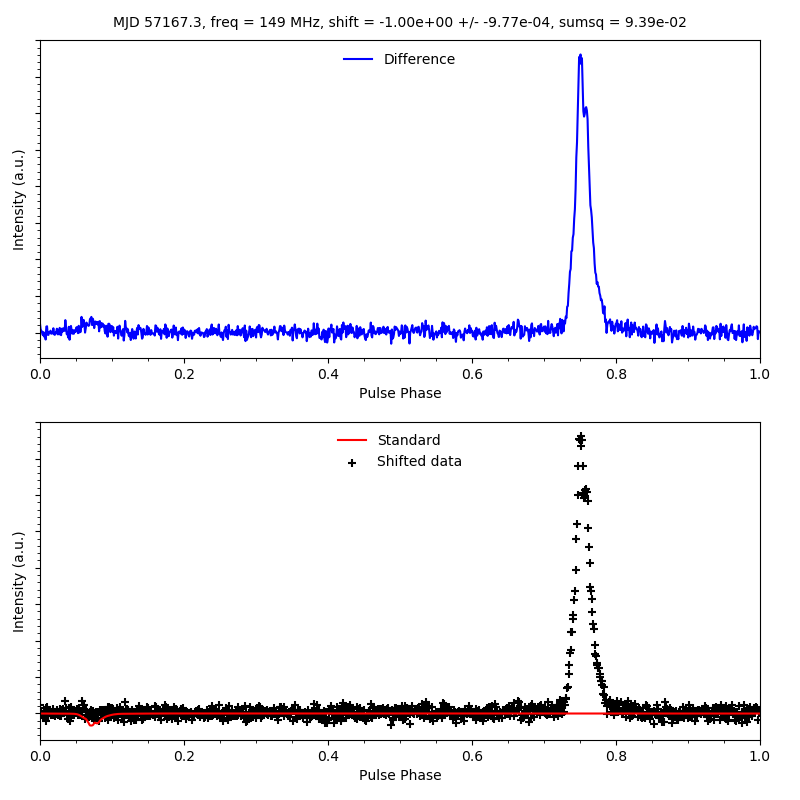 MJD 57167.3, freq = 149 MHz, shift = -1.00e+00 +/- -9.77e-04, sumsq = 9.39e-02
Difference
Intensity (a.u.)
0.0 0.2 0.4 0.6 0.8 1.0
Pulse Phase
Standard
Shifted data
Intensity (a.u.)
0.0 0.2 0.4 0.6 0.8 1.0
Pulse Phase